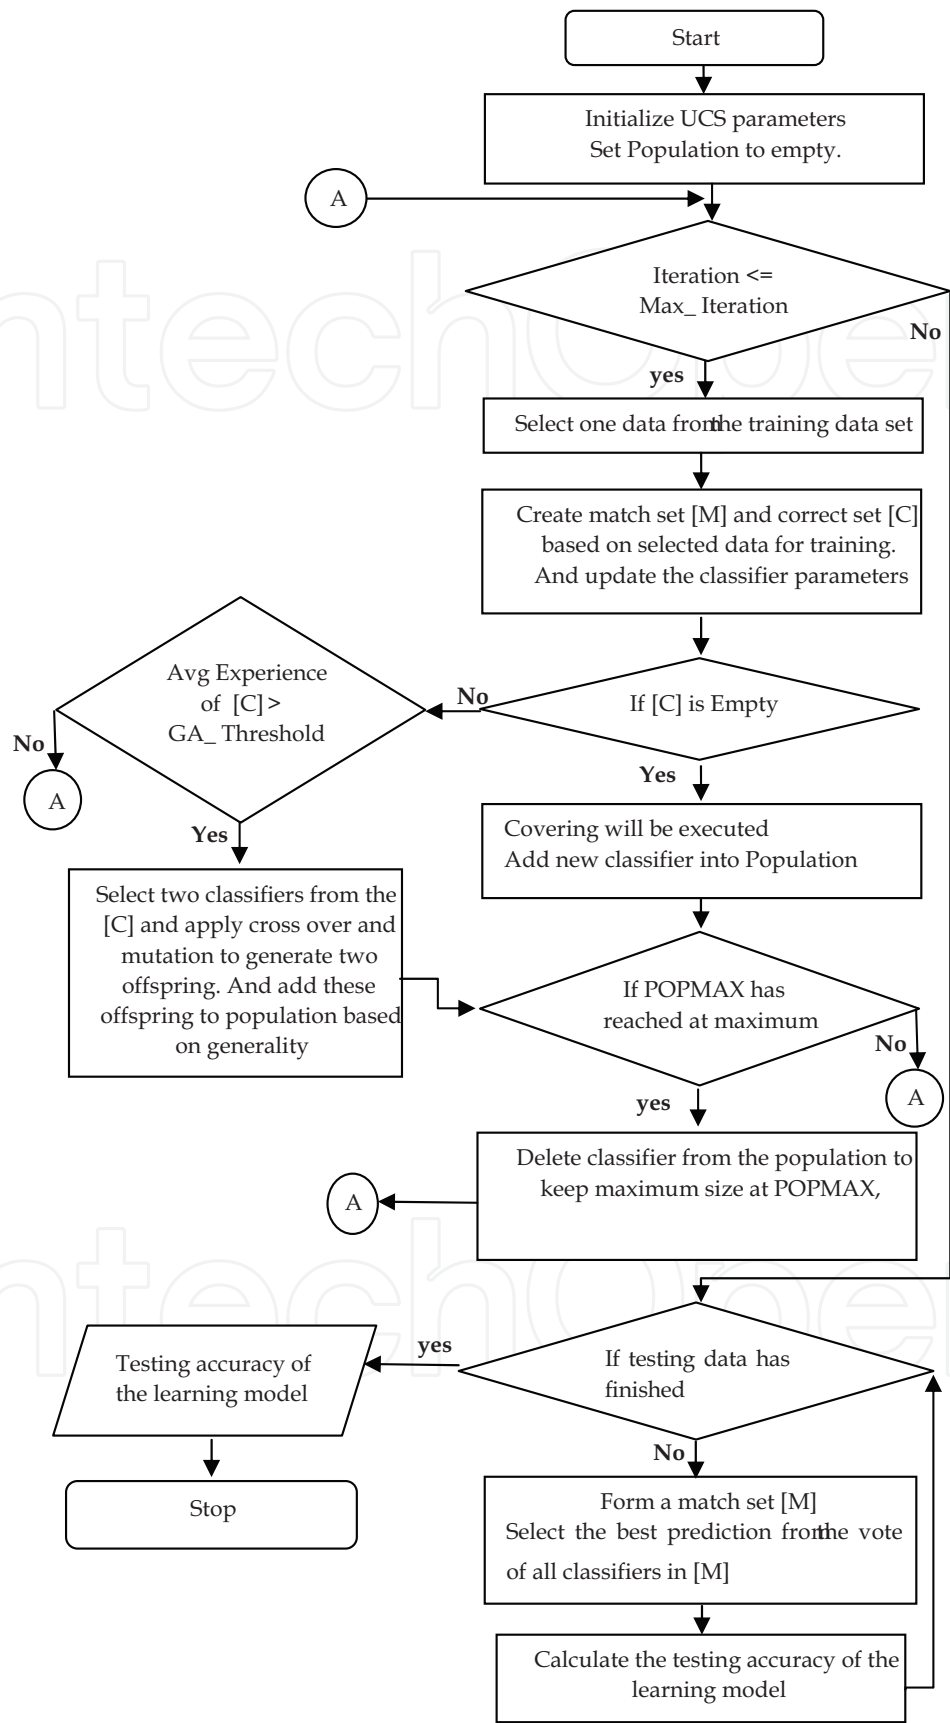 Start
Initialize UCS parameters
Set Population to empty.
A
Iteration <=
Max_ Iteration
No
yes
Select one data from the training data set
Create match set [M] and correct set [C]
based on selected data for training.
And update the classifier parameters
Avg Experience
of [C] >
GA_ Threshold
No
If [C] is Empty
No
A
Yes
Yes
Covering will be executed
Add new classifier into Population
Select two classifiers from the
[C] and apply cross over and
mutation to generate two
offspring. And add these
offspring to population based
on generality
If POPMAX has
reached at maximum
No
A
yes
Delete classifier from the population to
keep maximum size at POPMAX,
A
yes
Testing accuracy of
the learning model
If testing data has
finished
No
Stop
Form a match set [M]
Select the best prediction from the vote
of all classifiers in [M]
Calculate the testing accuracy of the
learning model
ntechOpe
ntechOpen